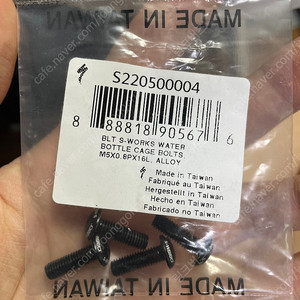 MADE IN TAIWAN
S220500004
8 88818 90567 6
BLT S-WORKS WATER
BOTTLE CAGE BOLTS
M5X0.8PX16L, ALLOY
Made in Taiwan
Fabriqué au Taiwan
Hergestellt in Taiwan
Hecho en Taiwan
Fabricado no Taiwan
MADE IN TAIWAN